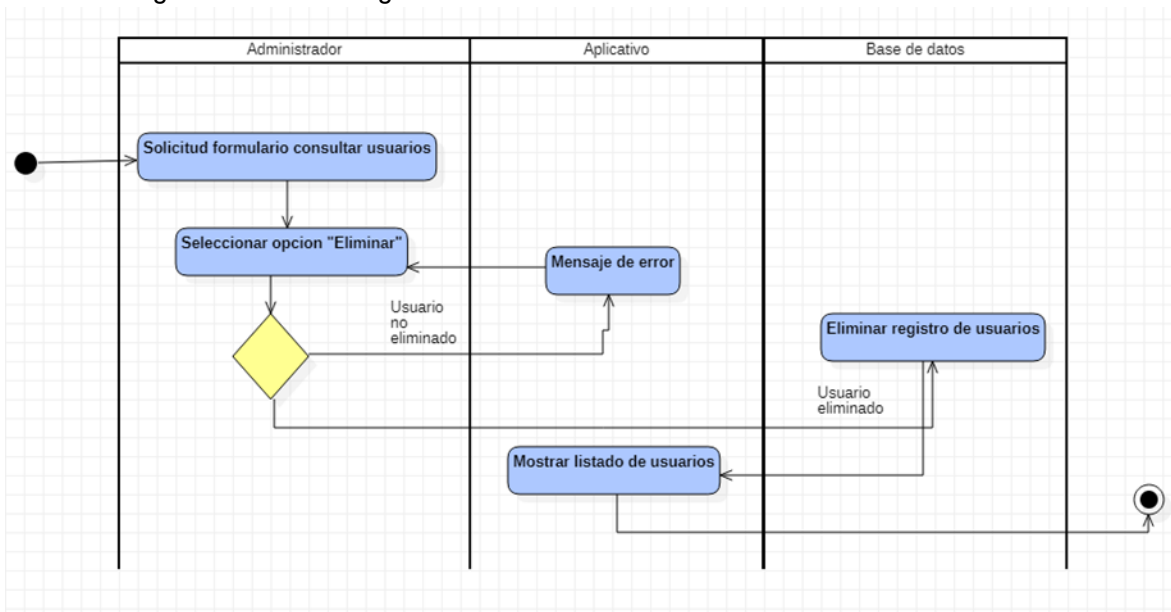 Administrador
Aplicativo
Base de datos
Solicitud formulario consultar usuarios
Seleccionar opcion "Eliminar"
Mensaje de error
Usuario
no
eliminado
Eliminar registro de usuarios
Usuario
eliminado
Mostrar listado de usuarios